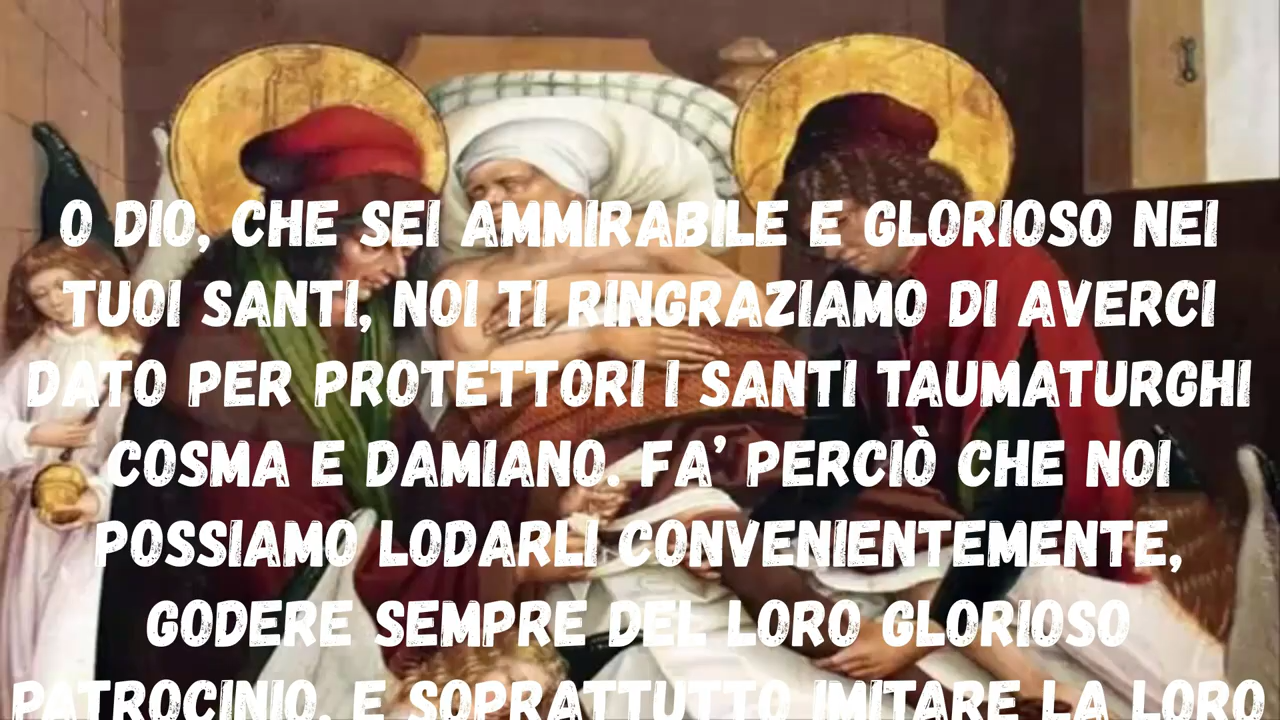 O DIO, CHE SEI AMMIRABILE E GLORIOSO NEI
TUOI SANTI, NOI TI RINGRAZIAMO DI AVERCI
DATO PER PROTETTORI I SANTI TAUMATURGHI
COSMA E DAMIANO. FA’ PERCIÒ CHE NOI
POSSIAMO LODARLI CONVENIENTEMENTE,
GODERE SEMPRE DEL LORO GLORIOSO
PATROCINIO, E SOPRATTUTTO IMITARE LA LORO